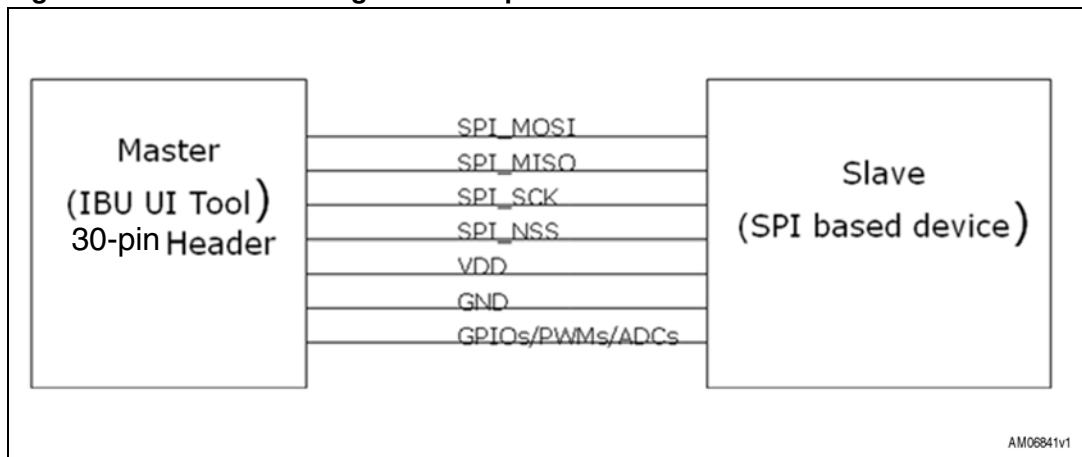 SPI_MOSI
SPI_MISO
SPI_SCK
SPI_NSS
VDD
GND
GPIOs/PWMs/ADCs
Master
(IBU UI Tool)
30-pin Header
Slave
(SPI based device)
AM06841v1